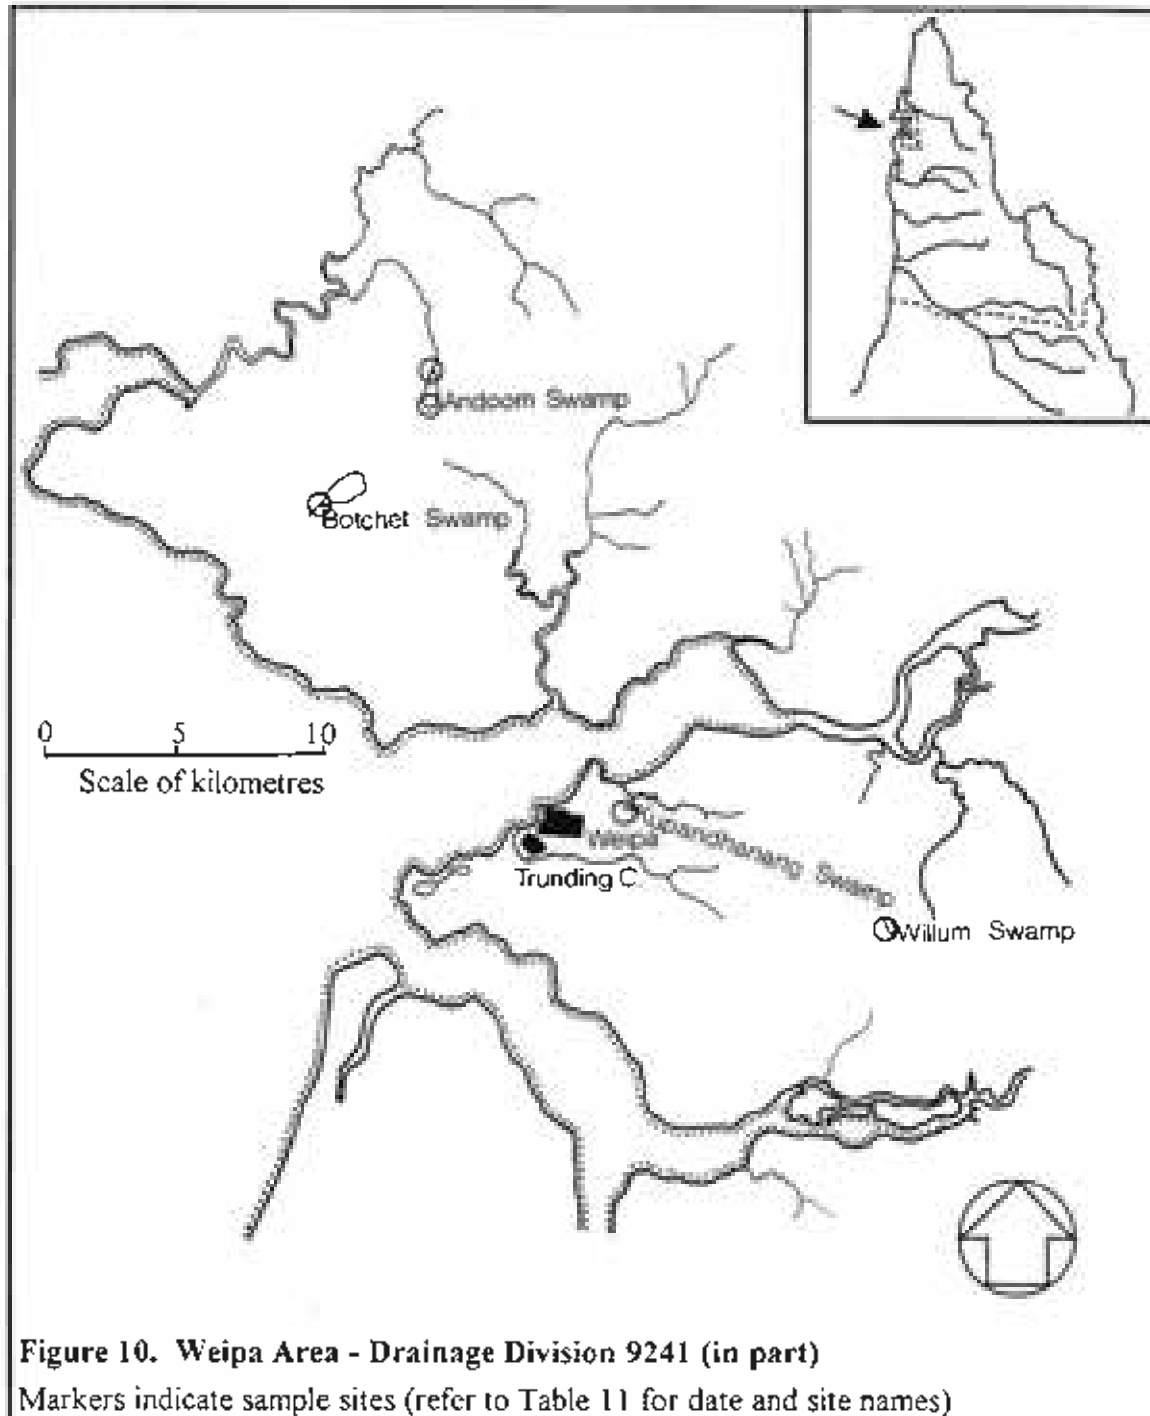 Andoom Swamp
Botchet Swamp
0 5 10
Scale of kilometres
Kupandhanang Swamp
Weipa
Trunding C
Willum Swamp
Figure 10. Weipa Area - Drainage Division 9241 (in part)
Markers indicate sample sites (refer to Table 11 for date and site names)